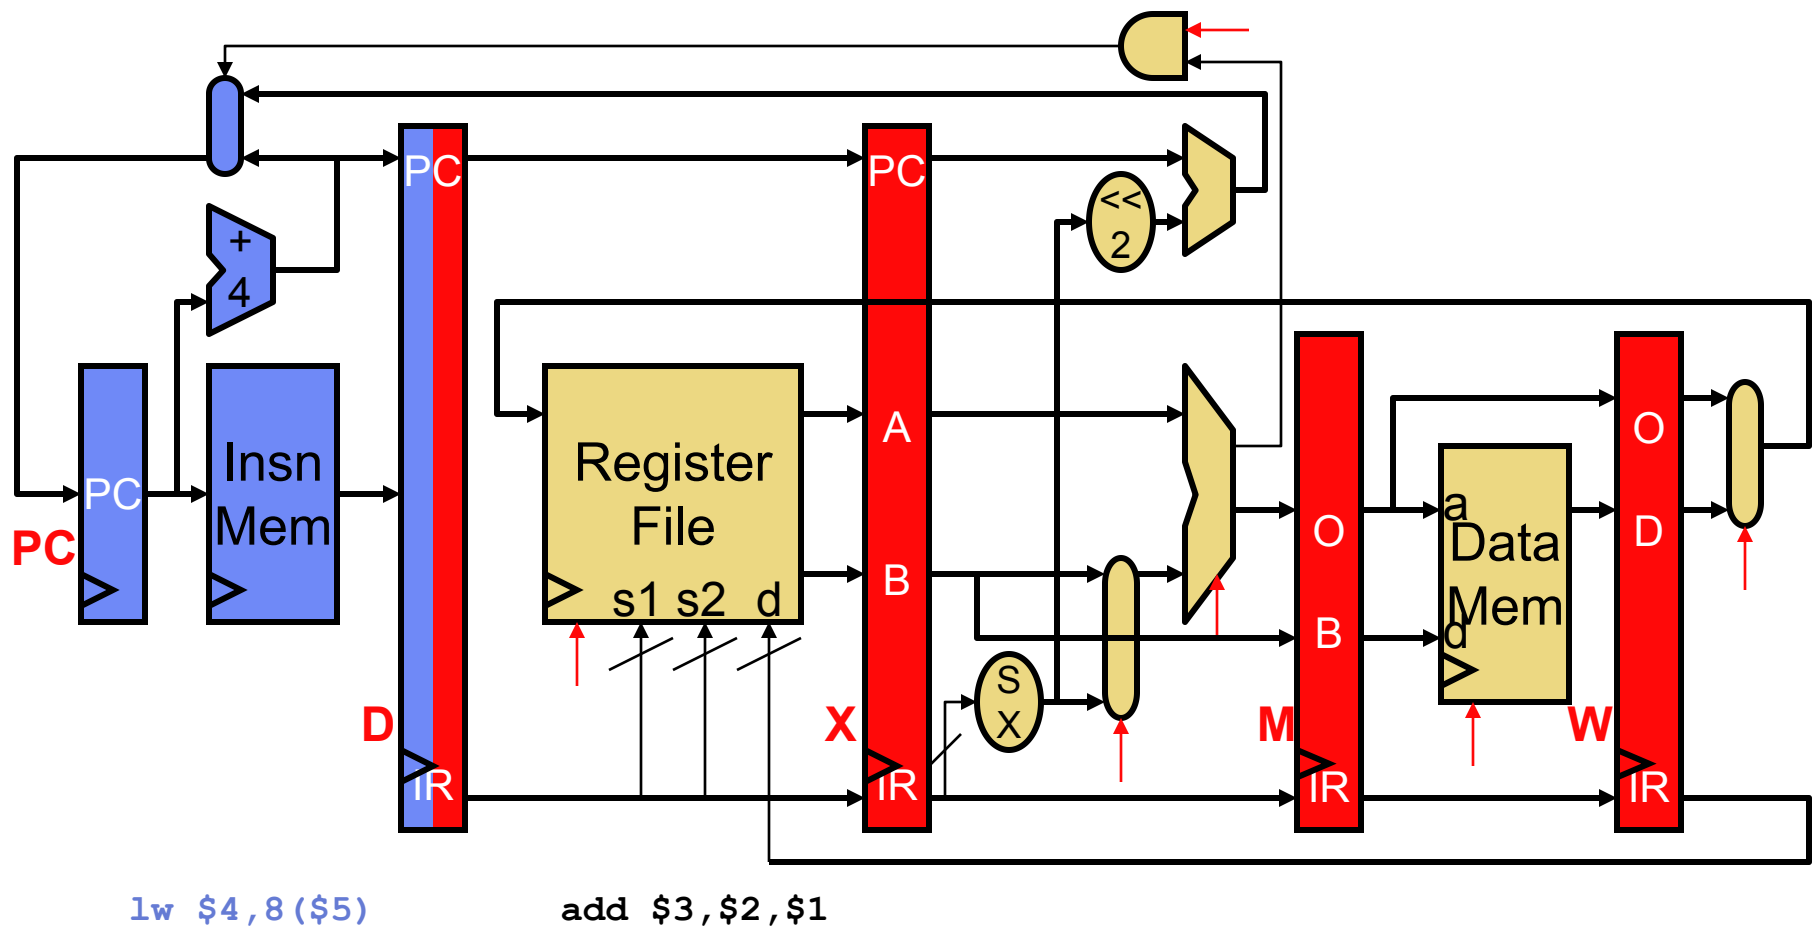 PC
PC
<<
2
+
4
A
O
Insn
Mem
Register
File
a
PC
PC
O
D
Data
Mem
B
s1 s2 d
B
d
S
X
D
X
M
W
IR
IR
IR
IR
lw $4,8($5)
add $3,$2,$1